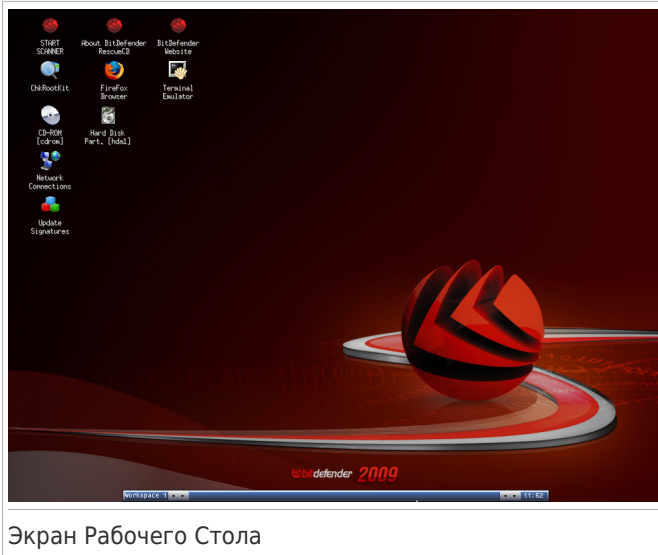 START SCANNER
About BitDefender RescueCD
BitDefender Website
ChkRootKit
FireFox Browser
Terminal Emulator
CD-ROM [cdrom]
Hard Disk Part. [hda1]
Network Connections
Update Signatures
bitdefender 2009
Workspace 1
11:52
Экран Рабочего Стола